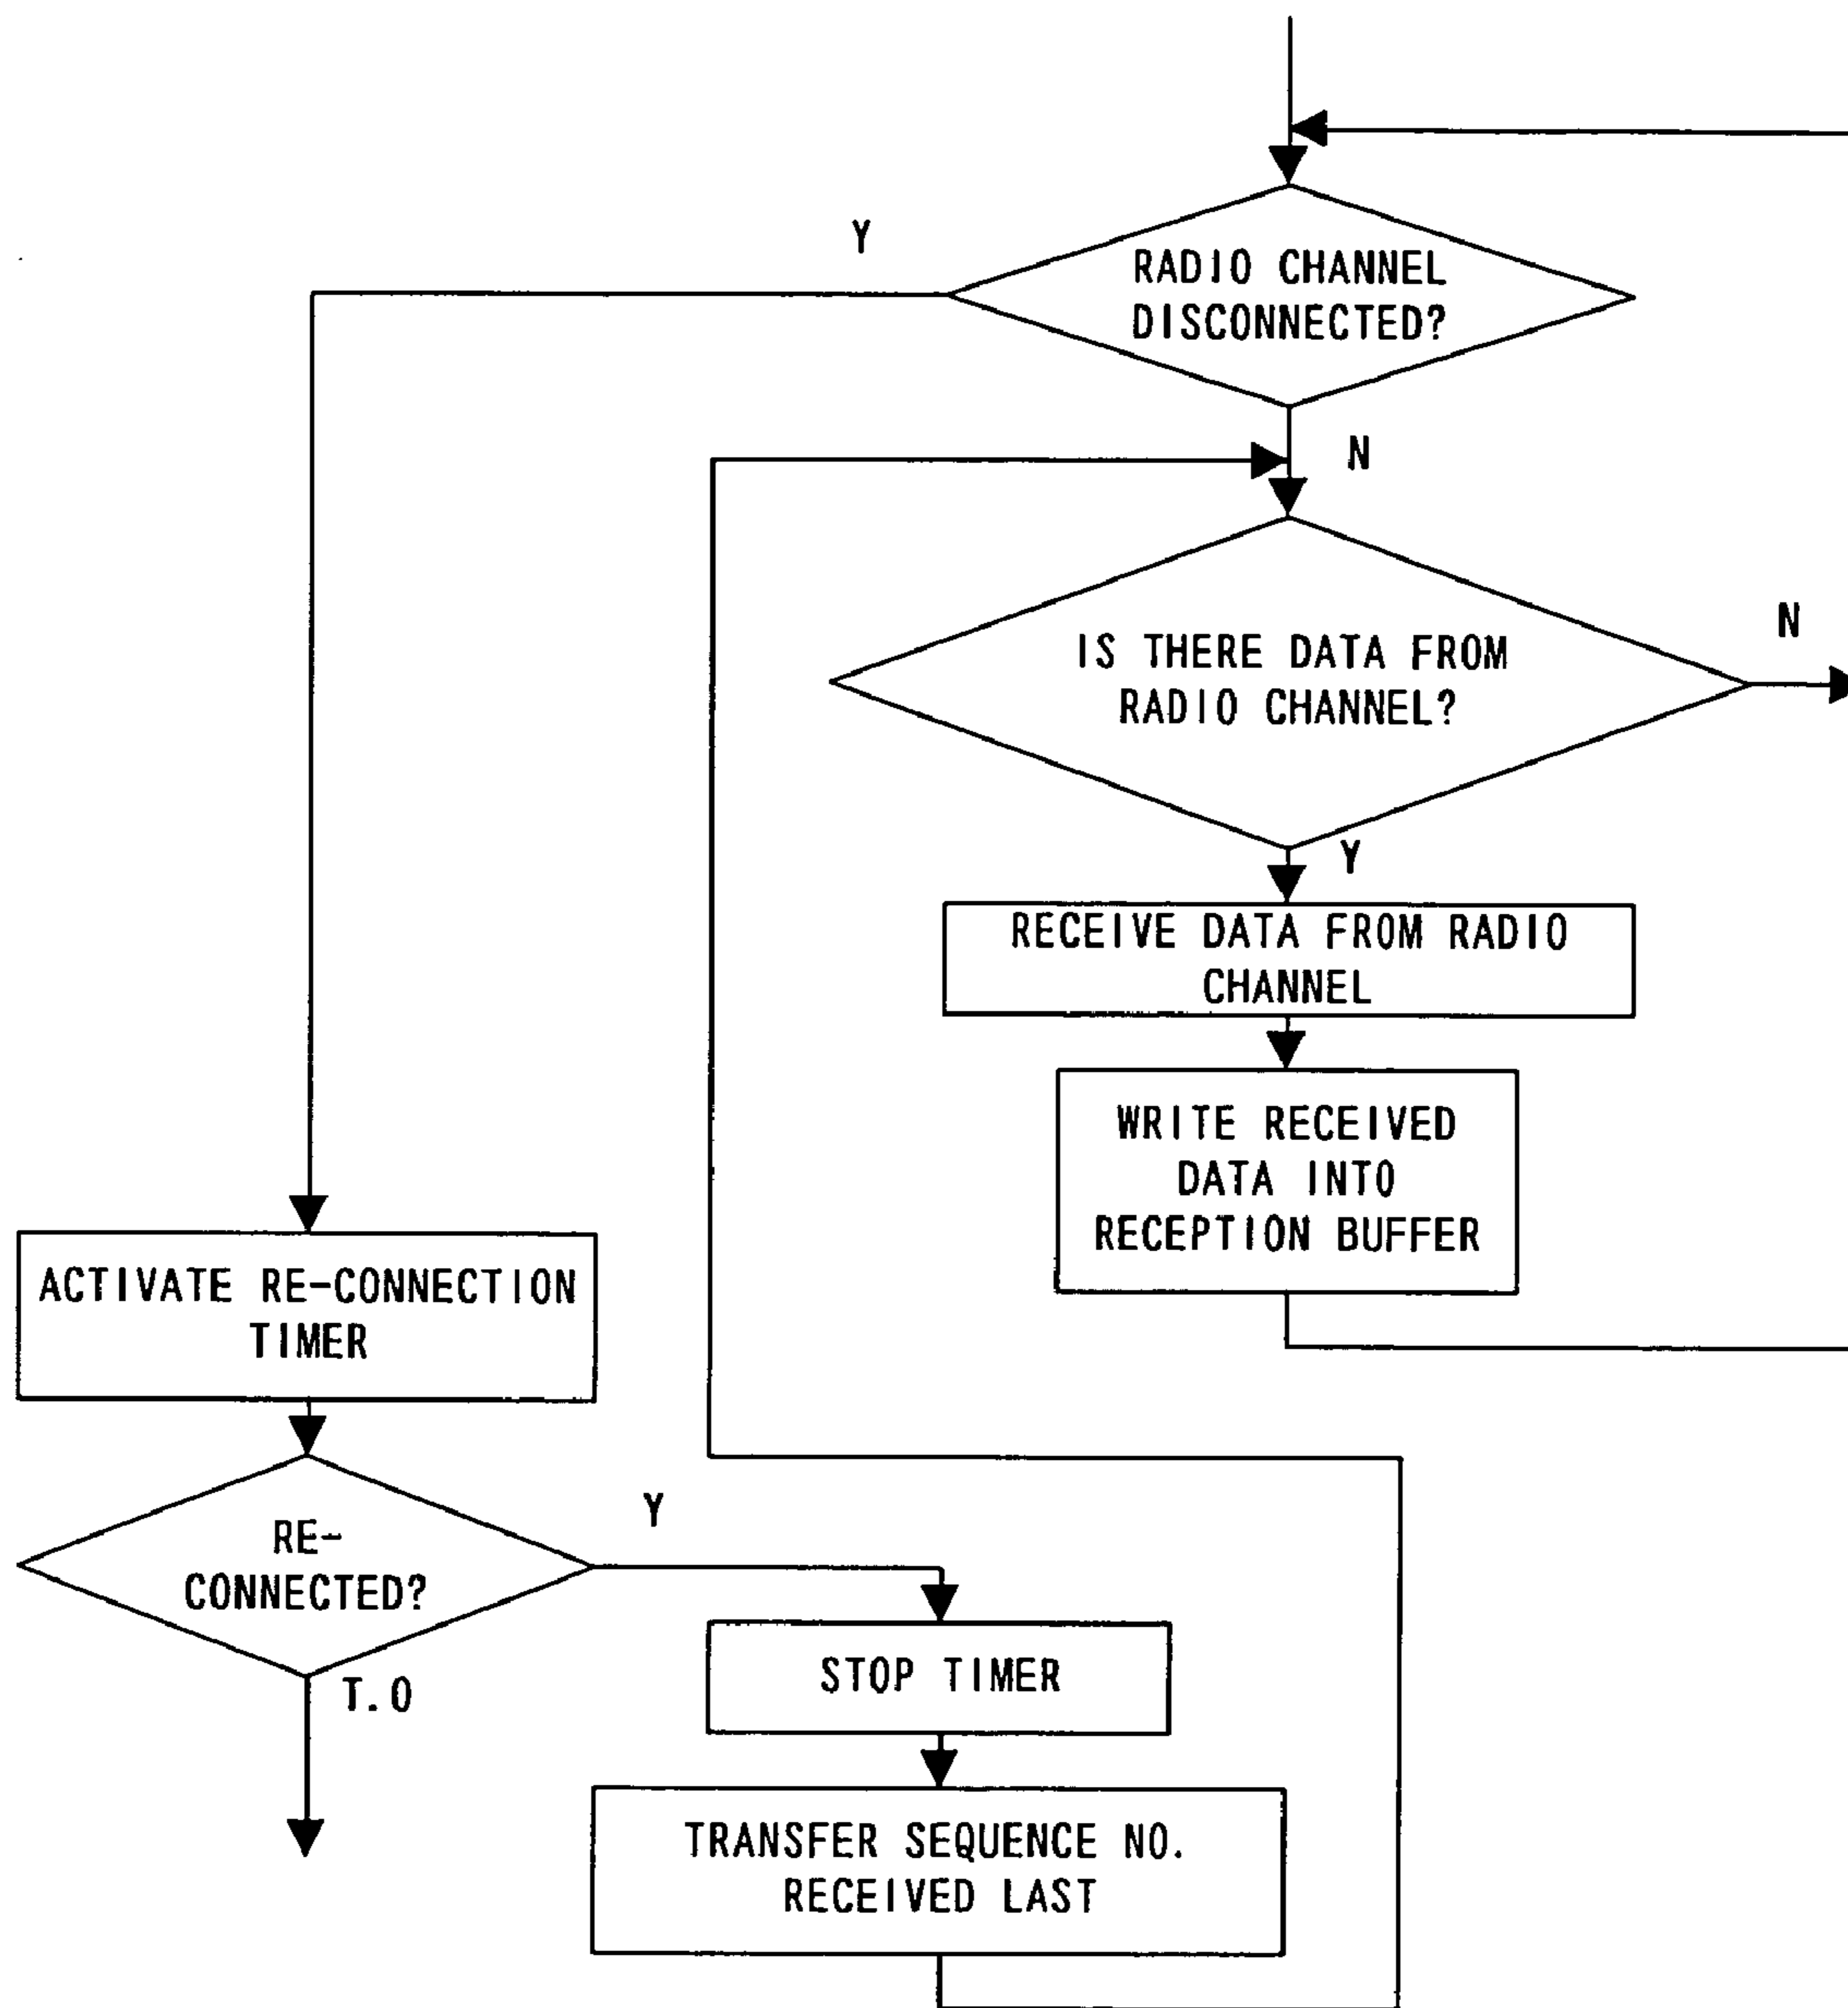 Y
RADIO CHANNEL
DISCONNECTED?
N
IS THERE DATA FROM
RADIO CHANNEL?
N
Y
RECEIVE DATA FROM RADIO
CHANNEL
WRITE RECEIVED
DATA INTO
RECEPTION BUFFER
ACTIVATE RE-CONNECTION
TIMER
RE-
CONNECTED?
Y
T.O
STOP TIMER
TRANSFER SEQUENCE NO.
RECEIVED LAST